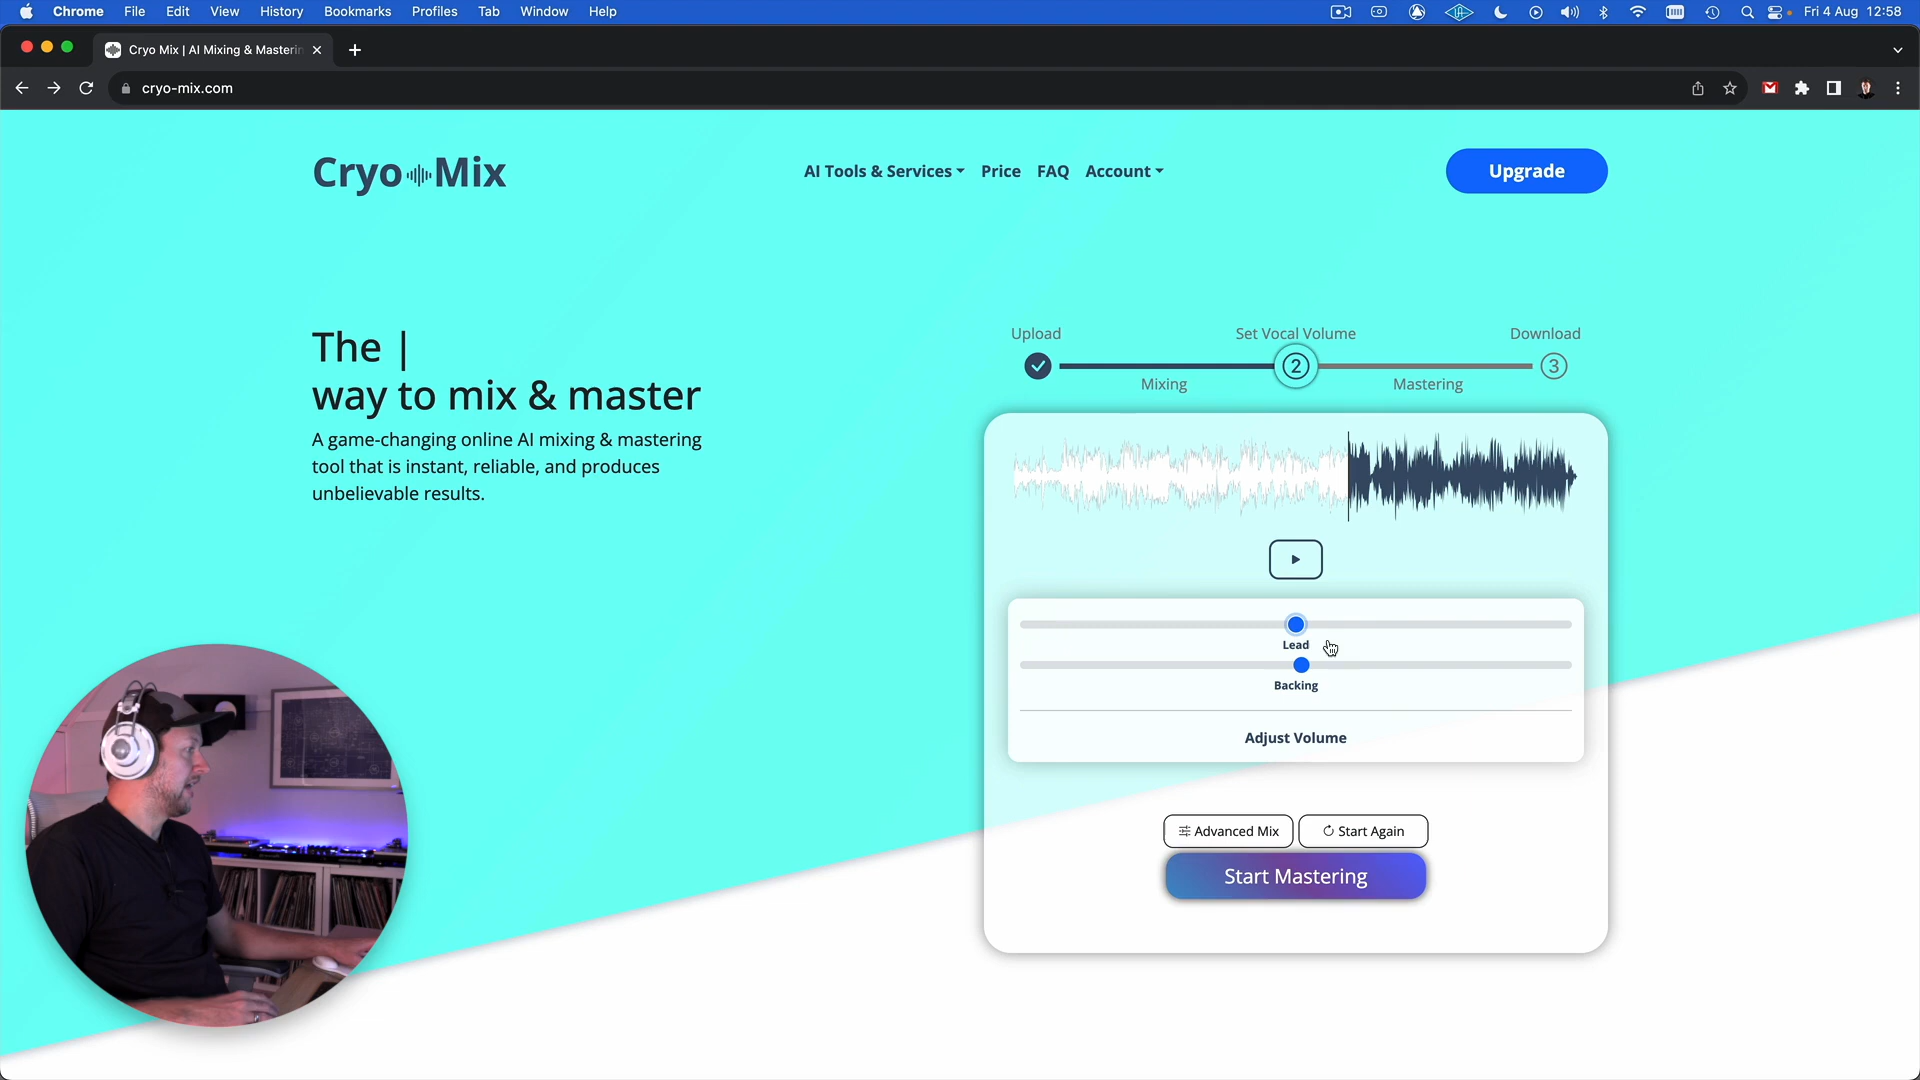 Chrome File Edit View History Bookmarks Profiles Tab Window Help Fri 4 Aug 12:58
Cryo Mix | AI Mixing & Masterin
cryo-mix.com
Cryo Mix AI Tools & Services Price FAQ Account Upgrade
The |
way to mix & master
A game-changing online AI mixing & mastering
tool that is instant, reliable, and produces
unbelievable results.
Upload Set Vocal Volume Download
2 3
Mixing Mastering
Lead
Backing
Adjust Volume
Advanced Mix Start Again
Start Mastering